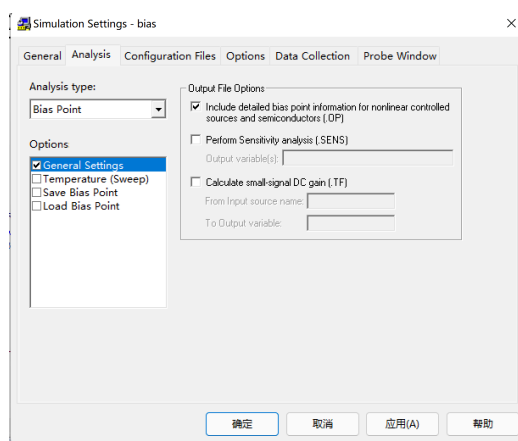 Simulation Settings - bias
General Analysis Configuration Files Options Data Collection Probe Window
Analysis type:
Bias Point
Options
General Settings
Temperature (Sweep)
Save Bias Point
Load Bias Point
Output File Options
Include detailed bias point information for nonlinear controlled
sources and semiconductors (.OP)
Perform Sensitivity analysis (.SENS)
Output variable(s):
Calculate small-signal DC gain (.TF)
From Input source name:
To Output variable:
确定 取消 应用(A) 帮助